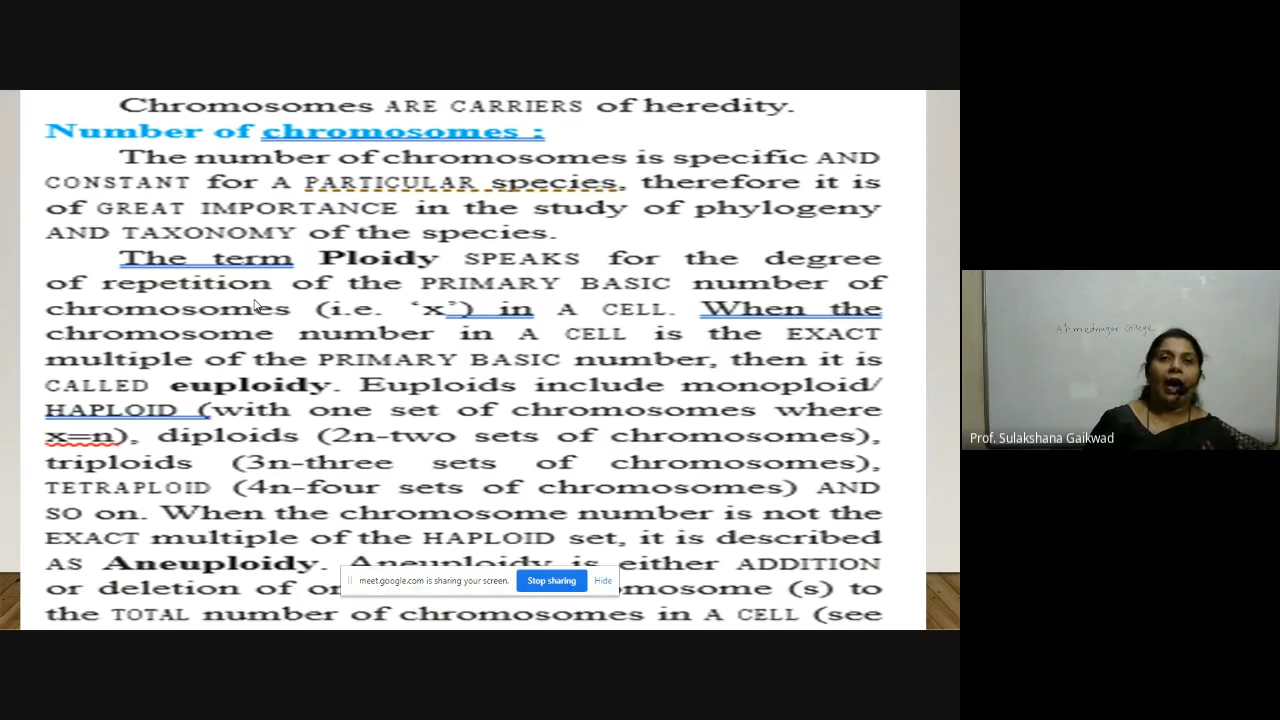 Chromosomes ARE CARRIERS of heredity.
Number of chromosomes :
The number of chromosomes is specific AND
CONSTANT for A PARTICULAR species, therefore it is
of GREAT IMPORTANCE in the study of phylogeny
AND TAXONOMY of the species.
The term Ploidy SPEAKS for the degree
of repetition of the PRIMARY BASIC number of
chromosomes (i.e. ‘x’) in A CELL. When the
chromosome number in A CELL is the EXACT
multiple of the PRIMARY BASIC number, then it is
CALLED euploidy. Euploids include monoploid/
HAPLOID (with one set of chromosomes where
x=n), diploids (2n-two sets of chromosomes),
triploids (3n-three sets of chromosomes),
TETRAPLOID (4n-four sets of chromosomes) AND
SO on. When the chromosome number is not the
EXACT multiple of the HAPLOID set, it is described
AS Aneuploidy. Aneuploidy is either ADDITION
or deletion of mosome (s) to
the TOTAL number of chromosomes in A CELL (see
meet.google.com is sharing your screen. Stop sharing Hide
Ahmednagar College
Prof. Sulakshana Gaikwad